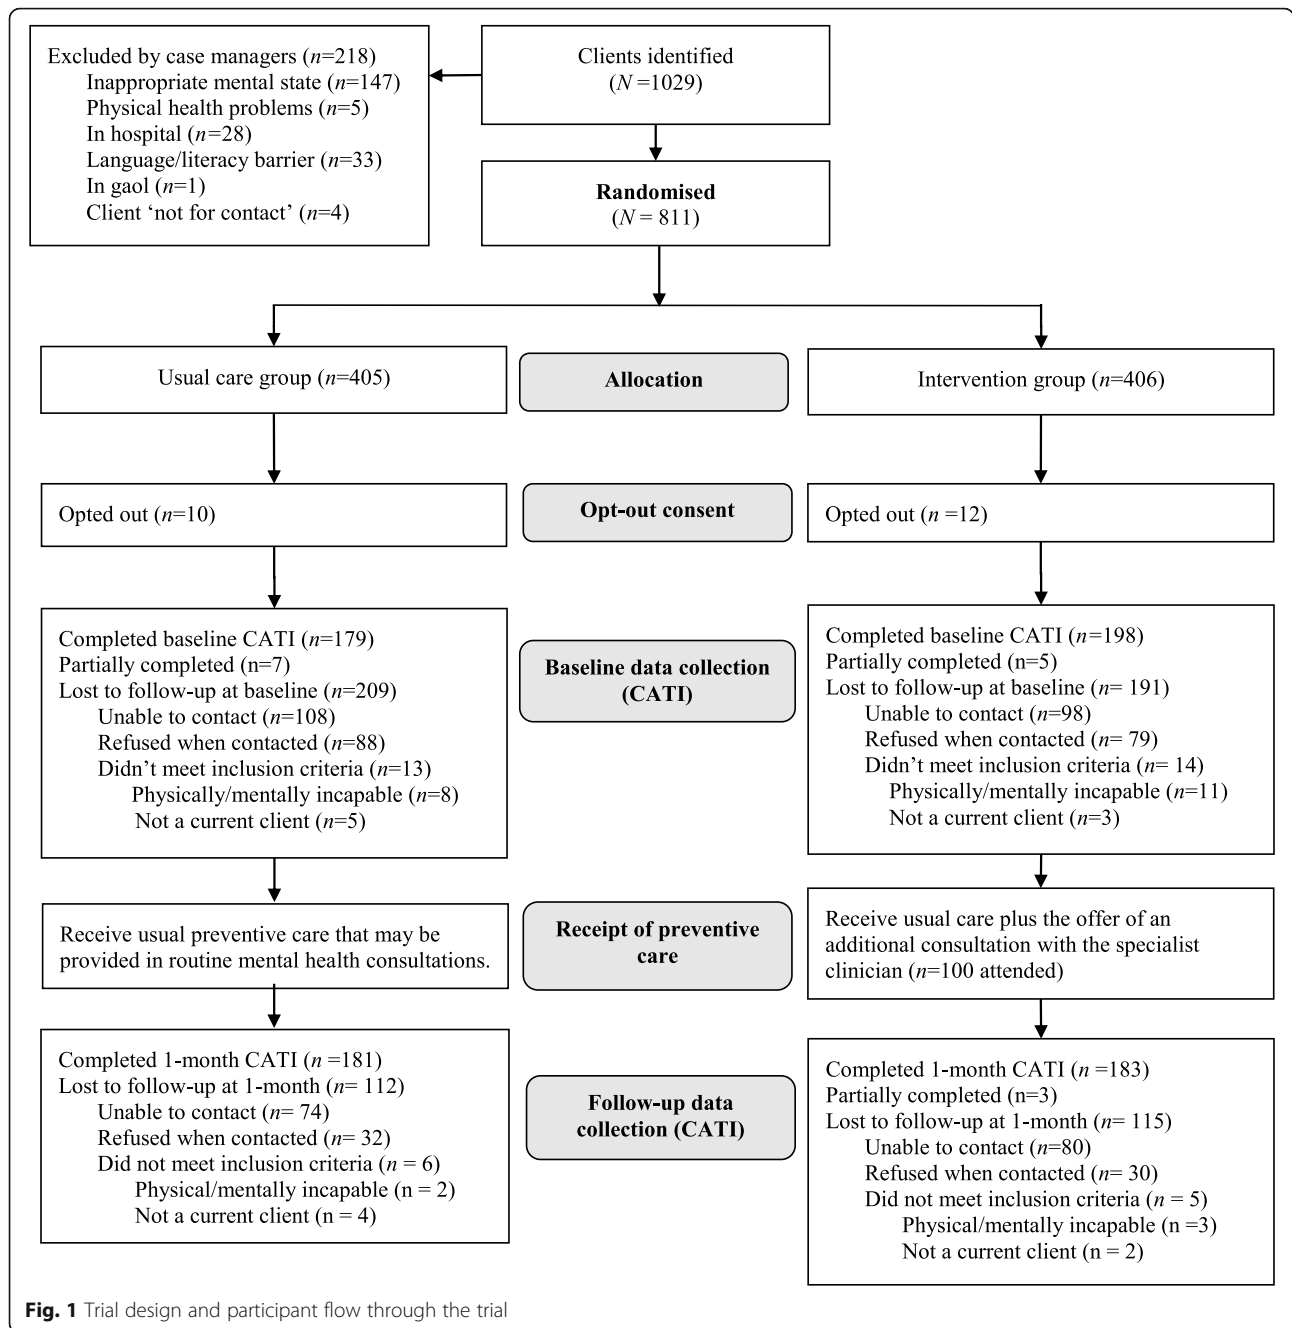 Excluded by case managers (n=218)
Inappropriate mental state (n=147)
Physical health problems (n=5)
In hospital (n=28)
Language/literacy barrier (n=33)
In gaol (n=1)
Client ‘not for contact’ (n=4)
Clients identified
(N =1029)
Randomised
(N = 811)
Usual care group (n=405)
Allocation
Intervention group (n=406)
Opted out (n=10)
Opt-out consent
Opted out (n =12)
Completed baseline CATI (n=179)
Partially completed (n=7)
Lost to follow-up at baseline (n=209)
Unable to contact (n=108)
Refused when contacted (n=88)
Didn’t meet inclusion criteria (n=13)
Physically/mentally incapable (n=8)
Not a current client (n=5)
Baseline data collection
(CATI)
Completed baseline CATI (n=198)
Partially completed (n=5)
Lost to follow-up at baseline (n= 191)
Unable to contact (n=98)
Refused when contacted (n= 79)
Didn’t meet inclusion criteria (n= 14)
Physically/mentally incapable (n=11)
Not a current client (n=3)
Receive usual preventive care that may be
provided in routine mental health consultations.
Receipt of preventive
care
Receive usual care plus the offer of an
additional consultation with the specialist
clinician (n=100 attended)
Completed 1-month CATI (n =181)
Lost to follow-up at 1-month (n= 112)
Unable to contact (n= 74)
Refused when contacted (n= 32)
Did not meet inclusion criteria (n = 6)
Physical/mentally incapable (n = 2)
Not a current client (n = 4)
Follow-up data
collection (CATI)
Completed 1-month CATI (n =183)
Partially completed (n=3)
Lost to follow-up at 1-month (n= 115)
Unable to contact (n=80)
Refused when contacted (n= 30)
Did not meet inclusion criteria (n = 5)
Physical/mentally incapable (n =3)
Not a current client (n = 2)
Fig. 1 Trial design and participant flow through the trial